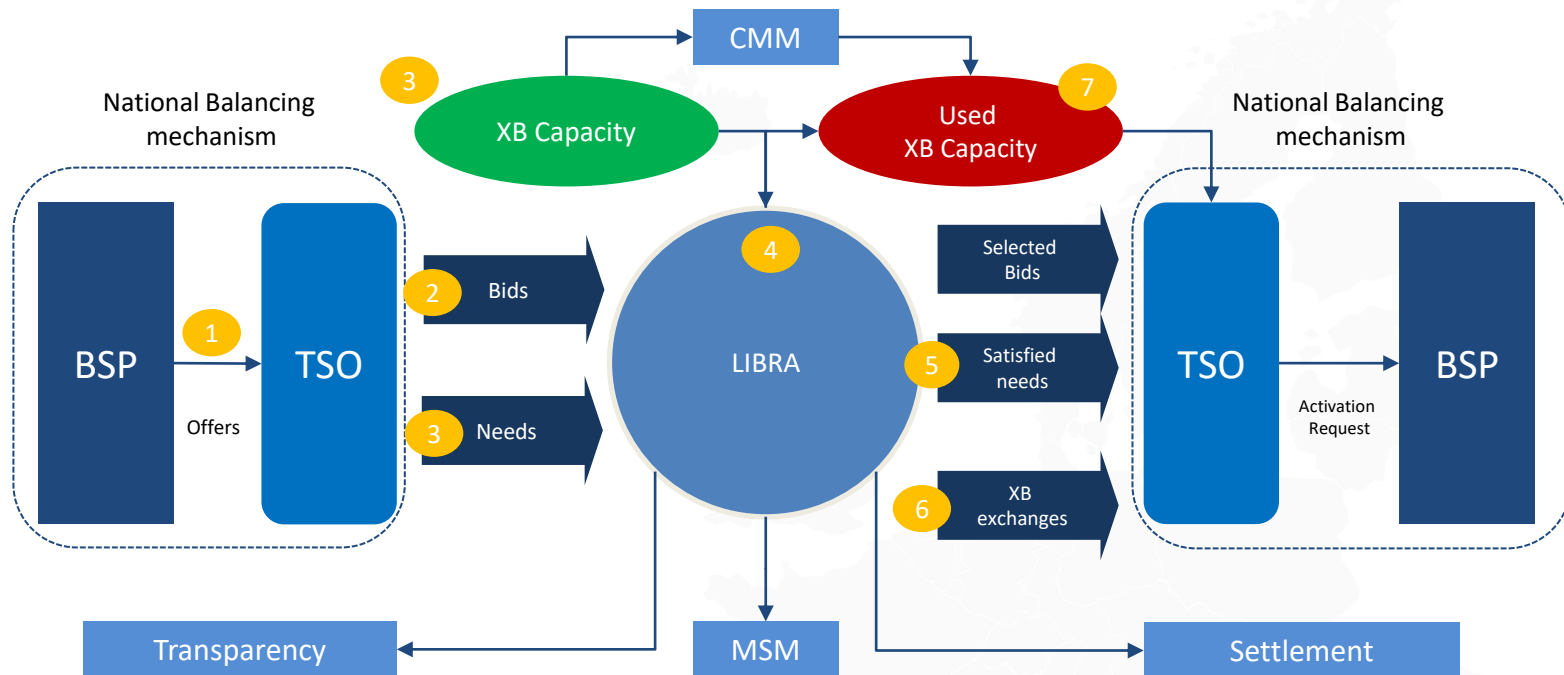 CMM
3
XB Capacity
7
Used
XB Capacity
National Balancing
mechanism
National Balancing
mechanism
BSP
1
Offers
TSO
2
Bids
3
Needs
4
LIBRA
Selected
Bids
5
Satisfied
needs
6
XB
exchanges
TSO
Activation
Request
BSP
Transparency
MSM
Settlement